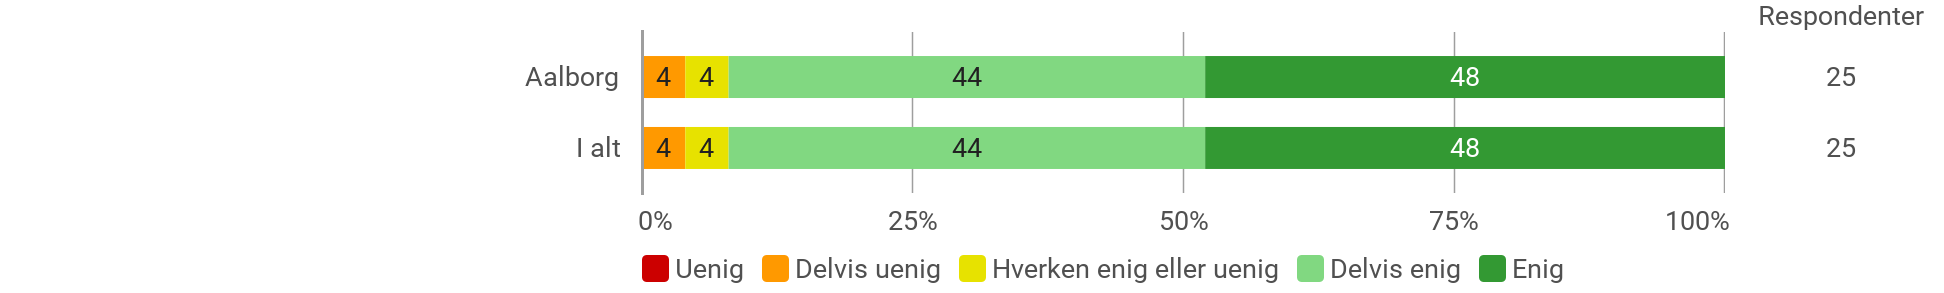 Respondenter
Aalborg 4 4 44 48 25
I alt 4 4 44 48 25
0% 25% 50% 75% 100%
Uenig Delvis uenig Hverken enig eller uenig Delvis enig Enig